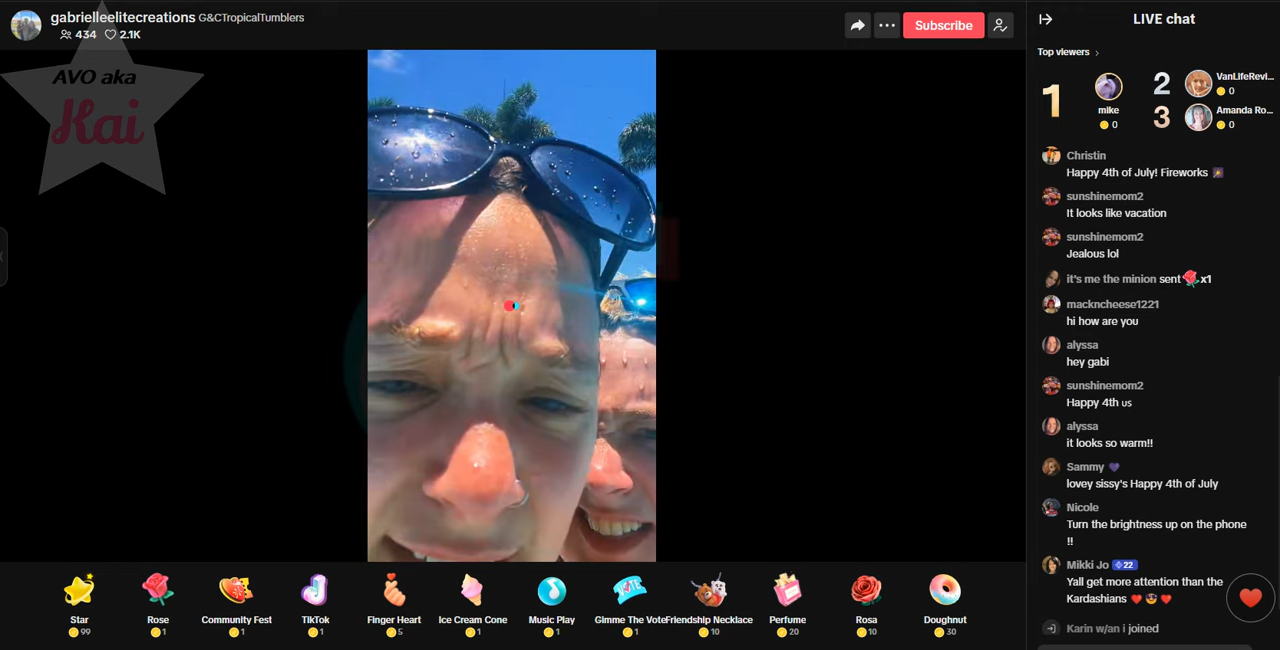 gabrielleelitecreations G&CTropicalTumblers
434 2.1K
Subscribe
AVO aka
Kai
LIVE chat
Top viewers
1
mike
0
2
VanLifeRevi...
0
3
Amanda Ro...
0
Christin
Happy 4th of July! Fireworks
sunshinemom2
It looks like vacation
sunshinemom2
Jealous lol
it's me the minion sent x1
mackncheese1221
hi how are you
alyssa
hey gabi
sunshinemom2
Happy 4th us
alyssa
it looks so warm!!
Sammy
lovey sissy's Happy 4th of July
Nicole
Turn the brightness up on the phone
!!
Mikki Jo 22
Yall get more attention than the
Kardashians
Karin w/an i joined
Star
99
Rose
1
Community Fest
1
TikTok
1
Finger Heart
5
Ice Cream Cone
1
Music Play
1
Gimme The Vote
1
Friendship Necklace
10
Perfume
20
Rosa
10
Doughnut
30